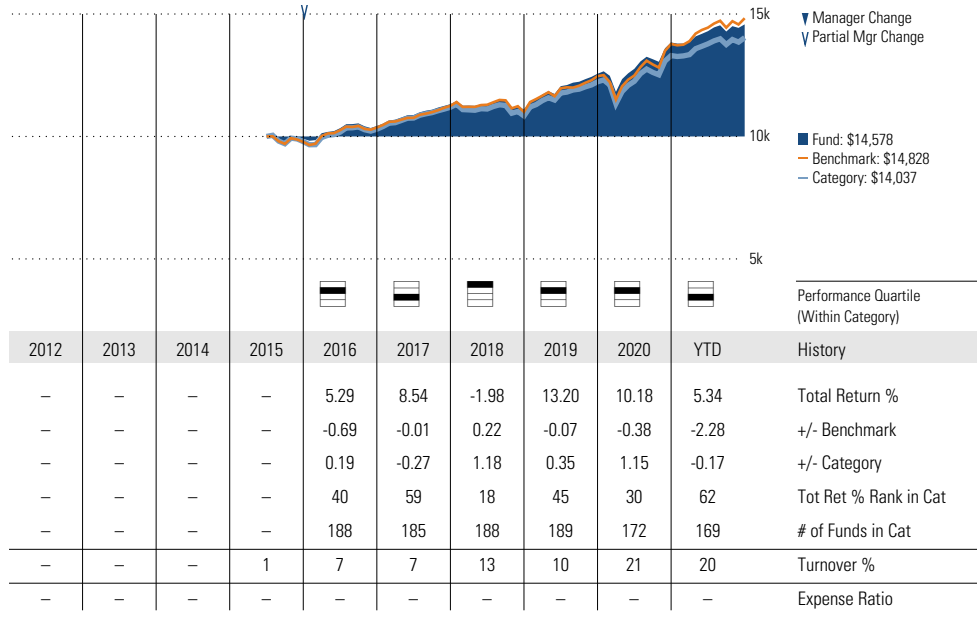 15k
▼ Manager Change
V Partial Mgr Change
10k
■ Fund: $14,578
– Benchmark: $14,828
– Category: $14,037
5k
Performance Quartile
(Within Category)
2012 2013 2014 2015 2016 2017 2018 2019 2020 YTD History
– – – – 5.29 8.54 -1.98 13.20 10.18 5.34 Total Return %
– – – – -0.69 -0.01 0.22 -0.07 -0.38 -2.28 +/- Benchmark
– – – – 0.19 -0.27 1.18 0.35 1.15 -0.17 +/- Category
– – – – 40 59 18 45 30 62 Tot Ret % Rank in Cat
– – – – 188 185 188 189 172 169 # of Funds in Cat
– – – 1 7 7 13 10 21 20 Turnover %
– – – – – – – – – – Expense Ratio